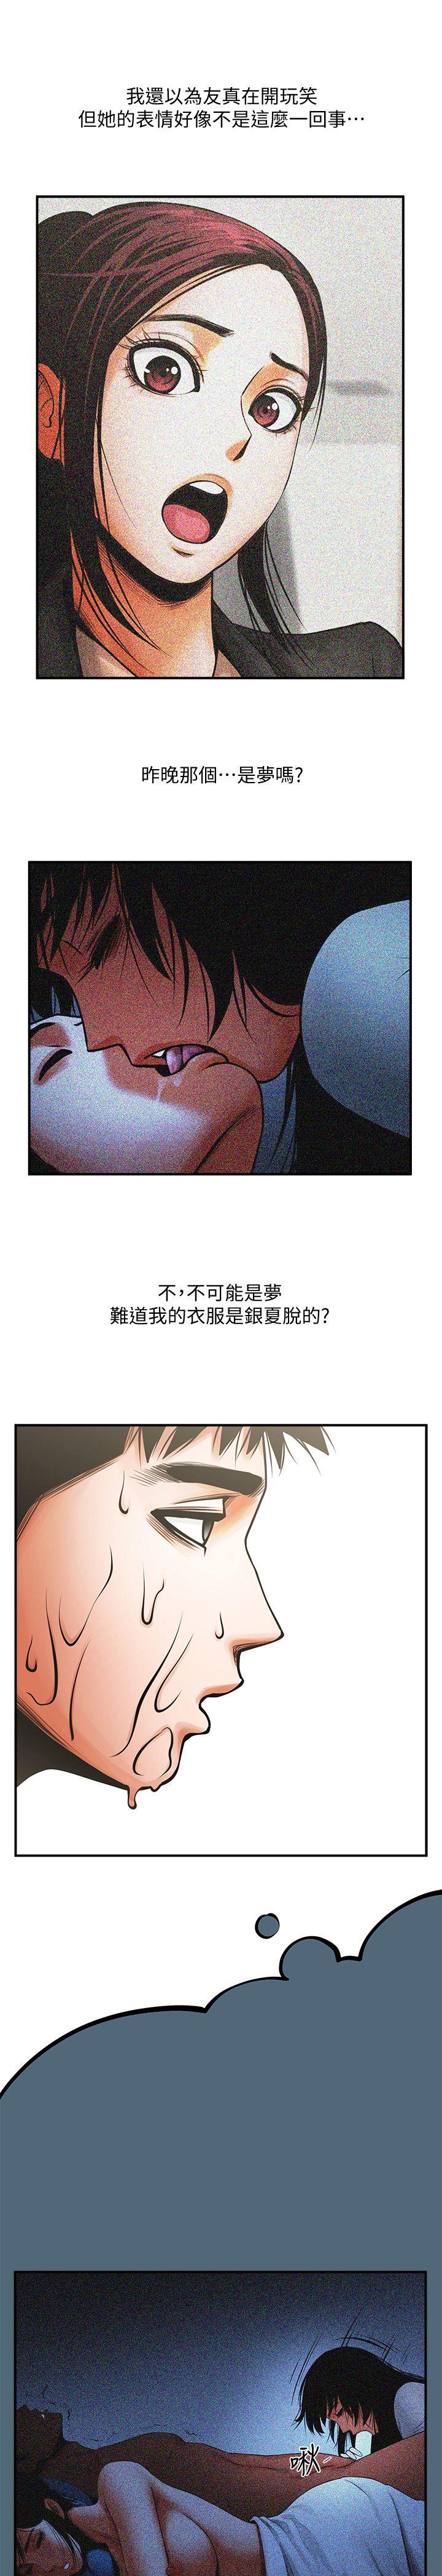 我還以為友真在開玩笑
但她的表情好像不是這麼一回事⋯
昨晚那個⋯是夢嗎?
不,不可能是夢
難道我的衣服是銀夏脫的?
啾